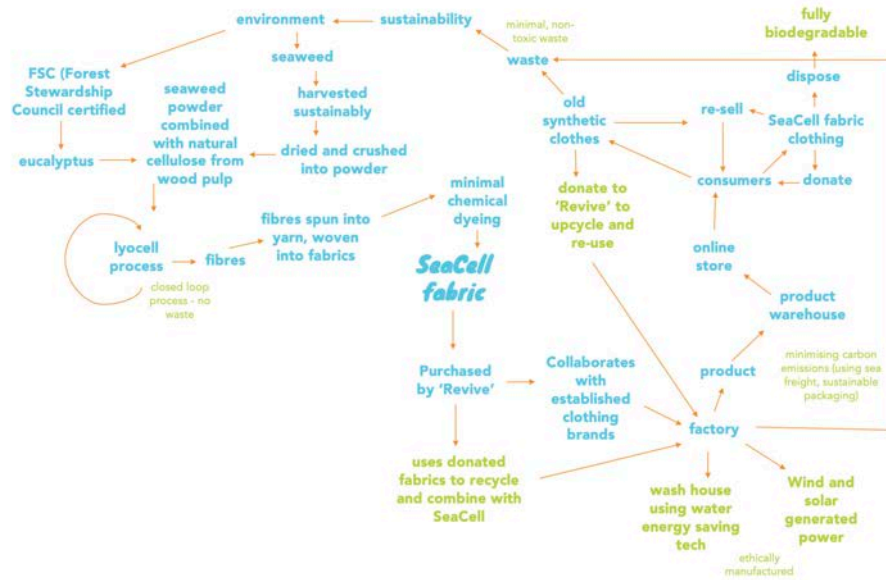 environment
sustainability
minimal, non-
toxic waste
waste
fully
biodegradable
dispose
seaweed
FSC (Forest
Stewardship
Council certified
eucalyptus
seaweed
powder
combined
with natural
cellulose from
wood pulp
harvested
sustainably
dried and crushed
into powder
old
synthetic
clothes
re-sell
SeaCell fabric
clothing
consumers
donate
donate to
'Revive' to
upcycle and
re-use
minimal
chemical
dyeing
fibres spun into
yarn, woven
into fabrics
lyocell
process
fibres
closed loop
process - no
waste
SeaCell
fabric
online
store
product
warehouse
minimising carbon
emissions (using sea
freight, sustainable
packaging)
Purchased
by 'Revive'
Collaborates
with
established
clothing
brands
product
factory
uses donated
fabrics to recycle
and combine with
SeaCell
wash house
using water
energy saving
tech
Wind and
solar
generated
power
ethically
manufactured